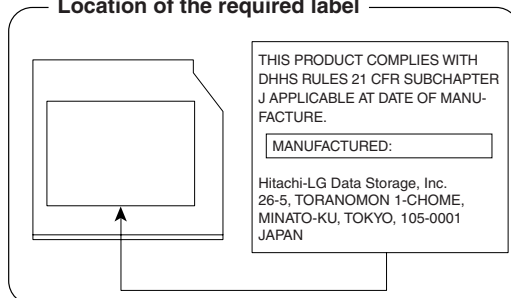 Location of the required label
THIS PRODUCT COMPLIES WITH
DHHS RULES 21 CFR SUBCHAPTER
J APPLICABLE AT DATE OF MANU-
FACTURE.
MANUFACTURED:
Hitachi-LG Data Storage, Inc.
26-5, TORANOMON 1-CHOME,
MINATO-KU, TOKYO, 105-0001
JAPAN